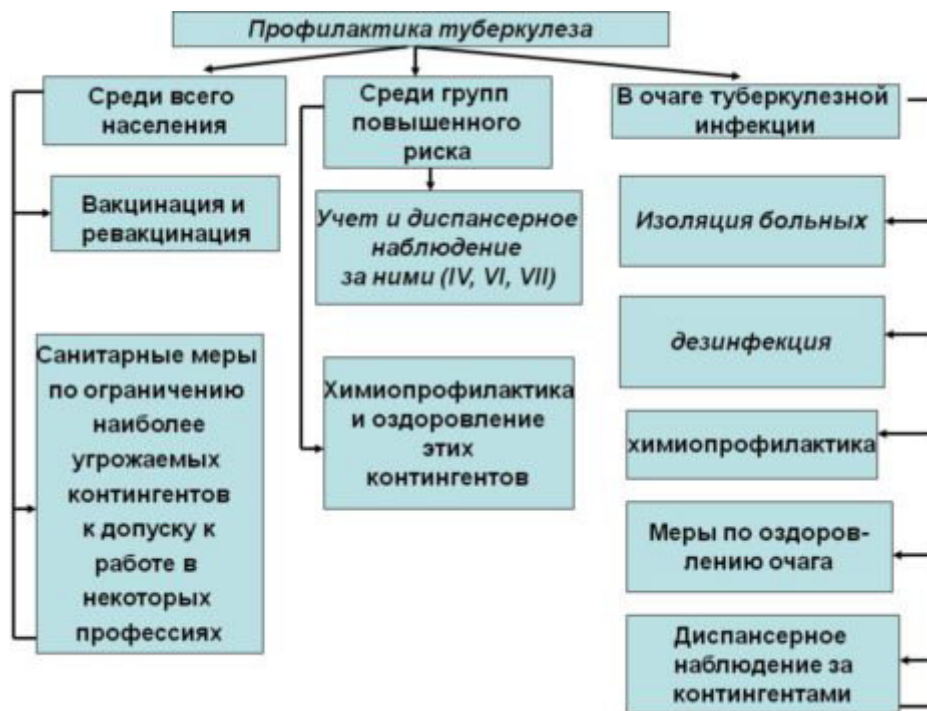 Профилактика туберкулеза
Среди всего
населения
Вакцинация и
ревакцинация
Санитарные меры
по ограничению
наиболее
угрожаемых
контингентов
к допуску к
работе в
некоторых
профессиях
Среди групп
повышенного
риска
Учет и диспансерное
наблюдение
за ними (IV, VI, VII)
Химиопрофилактика
и оздоровление
этих
контингентов
В очаге туберкулезной
инфекции
Изоляция больных
дезинфекция
химиопрофилактика
Меры по оздоров-
лению очага
Диспансерное
наблюдение за
контингентами